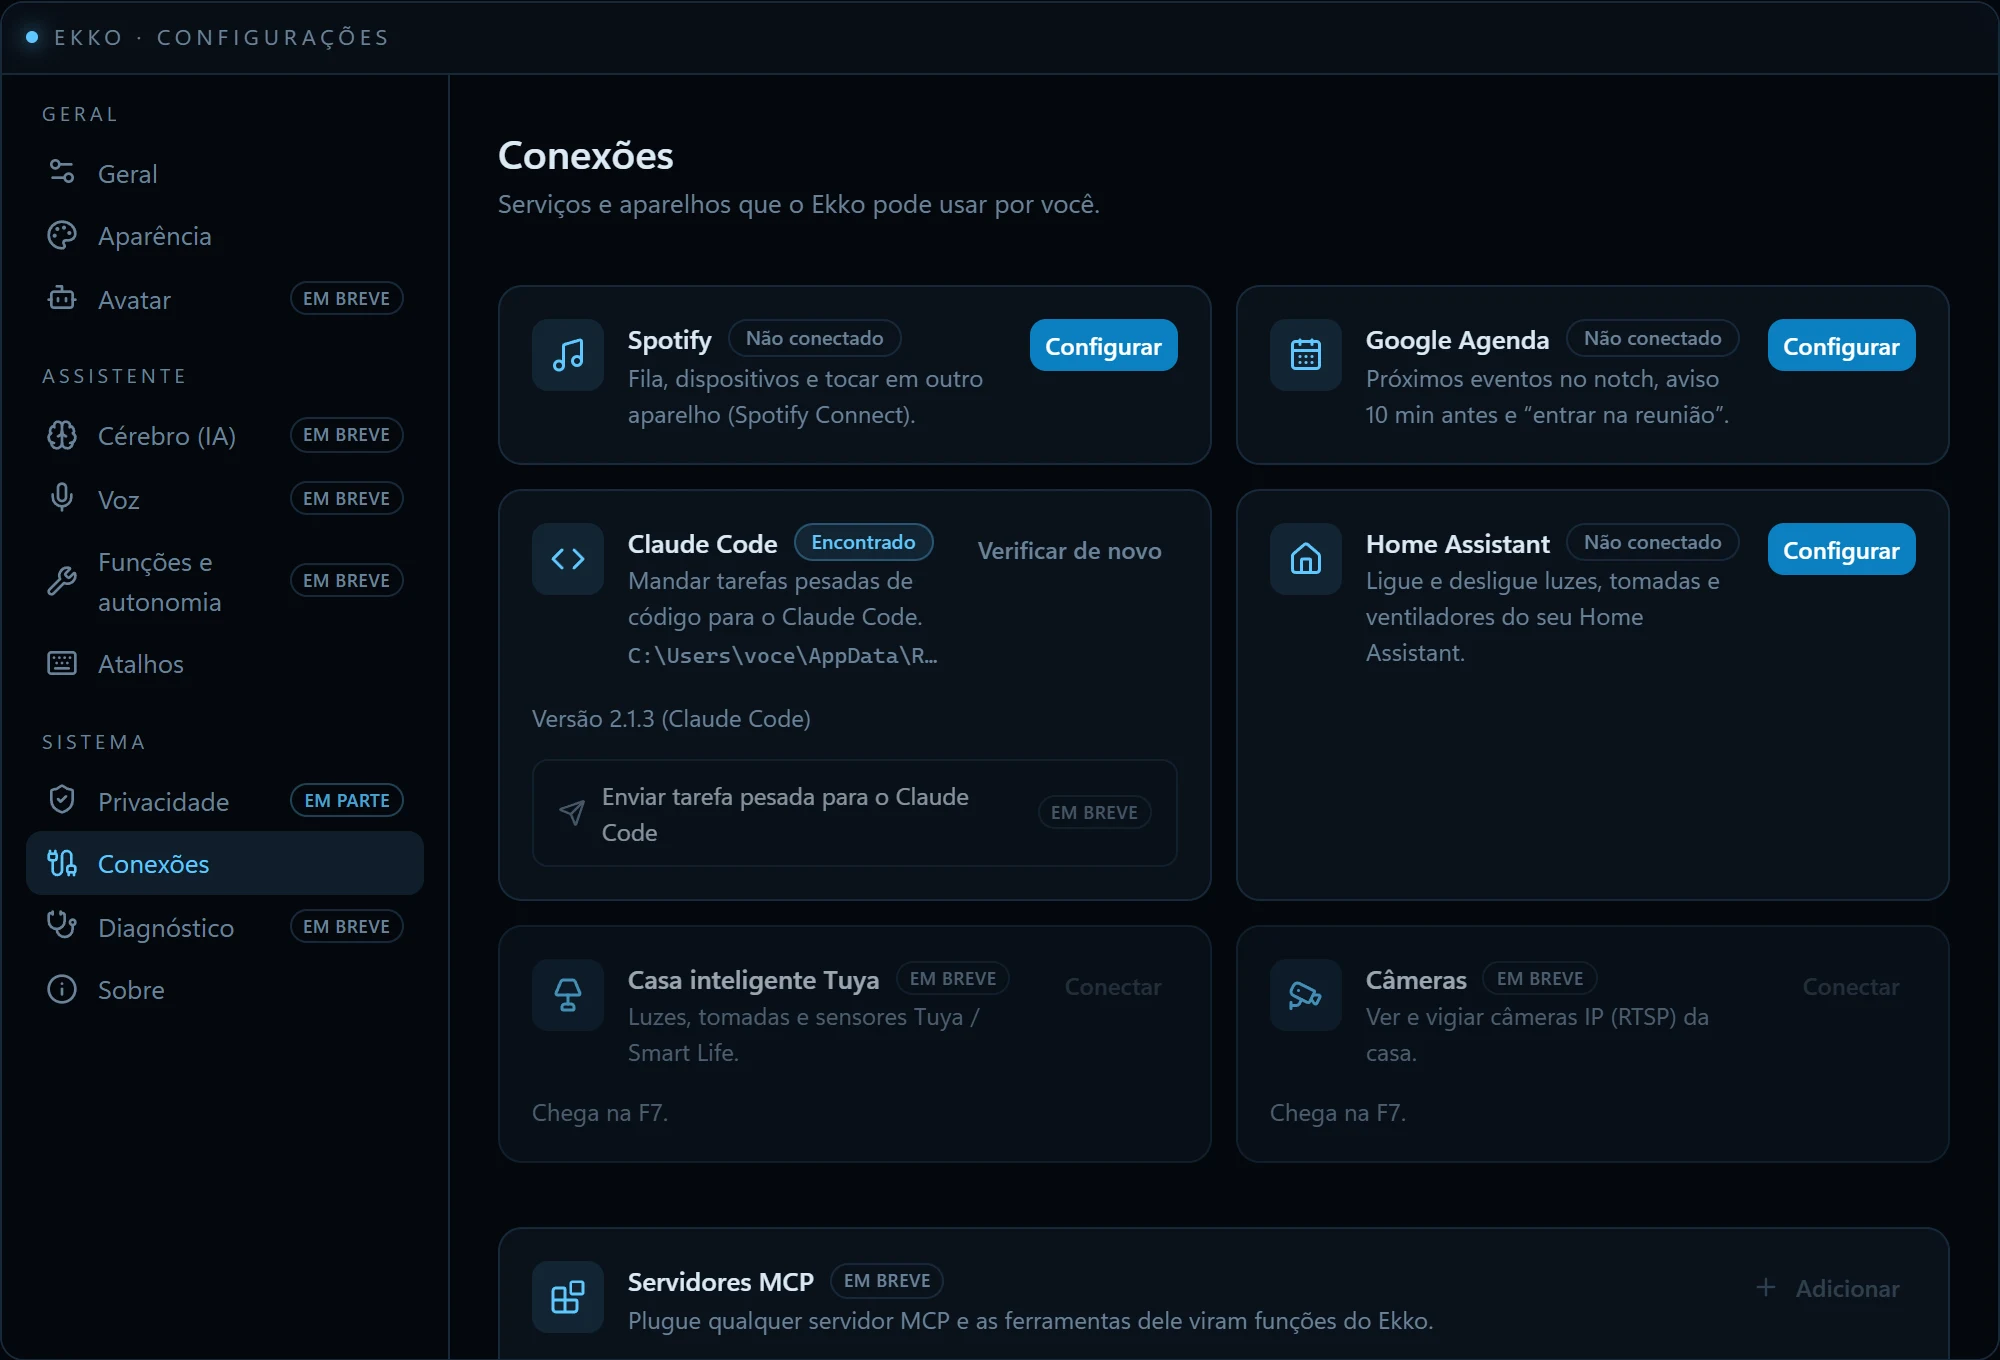 EKKO · CONFIGURAÇÕES
GERAL
Geral
Aparência
Avatar
EM BREVE
ASSISTENTE
Cérebro (IA)
EM BREVE
Voz
EM BREVE
Funções e
autonomia
EM BREVE
Atalhos
SISTEMA
Privacidade
EM PARTE
Conexões
Diagnóstico
EM BREVE
Sobre
Conexões
Serviços e aparelhos que o Ekko pode usar por você.
Spotify
Não conectado
Configurar
Fila, dispositivos e tocar em outro
aparelho (Spotify Connect).
Google Agenda
Não conectado
Configurar
Próximos eventos no notch, aviso
10 min antes e “entrar na reunião”.
Claude Code
Encontrado
Verificar de novo
Mandar tarefas pesadas de
código para o Claude Code.
C:\Users\voce\AppData\R…
Versão 2.1.3 (Claude Code)
Enviar tarefa pesada para o Claude
Code
EM BREVE
Home Assistant
Não conectado
Configurar
Ligue e desligue luzes, tomadas e
ventiladores do seu Home
Assistant.
Casa inteligente Tuya
EM BREVE
Conectar
Luzes, tomadas e sensores Tuya /
Smart Life.
Chega na F7.
Câmeras
EM BREVE
Conectar
Ver e vigiar câmeras IP (RTSP) da
casa.
Chega na F7.
Servidores MCP
EM BREVE
Adicionar
Plugue qualquer servidor MCP e as ferramentas dele viram funções do Ekko.